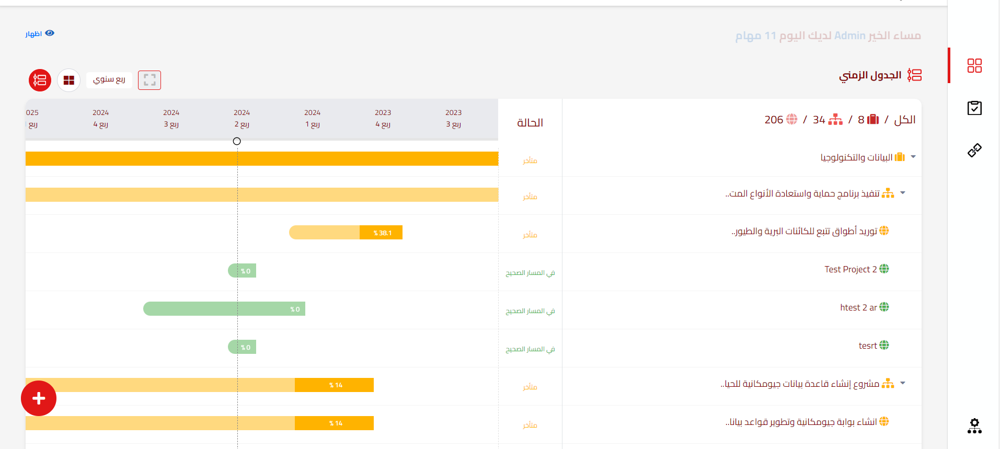 مساء الخير Admin لديك اليوم 11 مهام
اظهار
الجدول الزمني
ربع سنوي
الكل / 8 / 34 / 206
الحالة
2023
ربع 3
2023
ربع 4
2024
ربع 1
2024
ربع 2
2024
ربع 3
2024
ربع 4
025
ربع
البيانات والتكنولوجيا
متأخر
تنفيذ برنامج حماية واستعادة الأنواع المت..
متأخر
توريد أطواق تتبع للكائنات البرية والطيور..
متأخر
% 38.1
Test Project 2
في المسار الصحيح
% 0
htest 2 ar
في المسار الصحيح
% 0
tesrt
في المسار الصحيح
% 0
مشروع إنشاء قاعدة بيانات جيومكانية للحيا..
متأخر
% 14
انشاء بوابة جيومكانية وتطوير قواعد بيانا..
متأخر
% 14